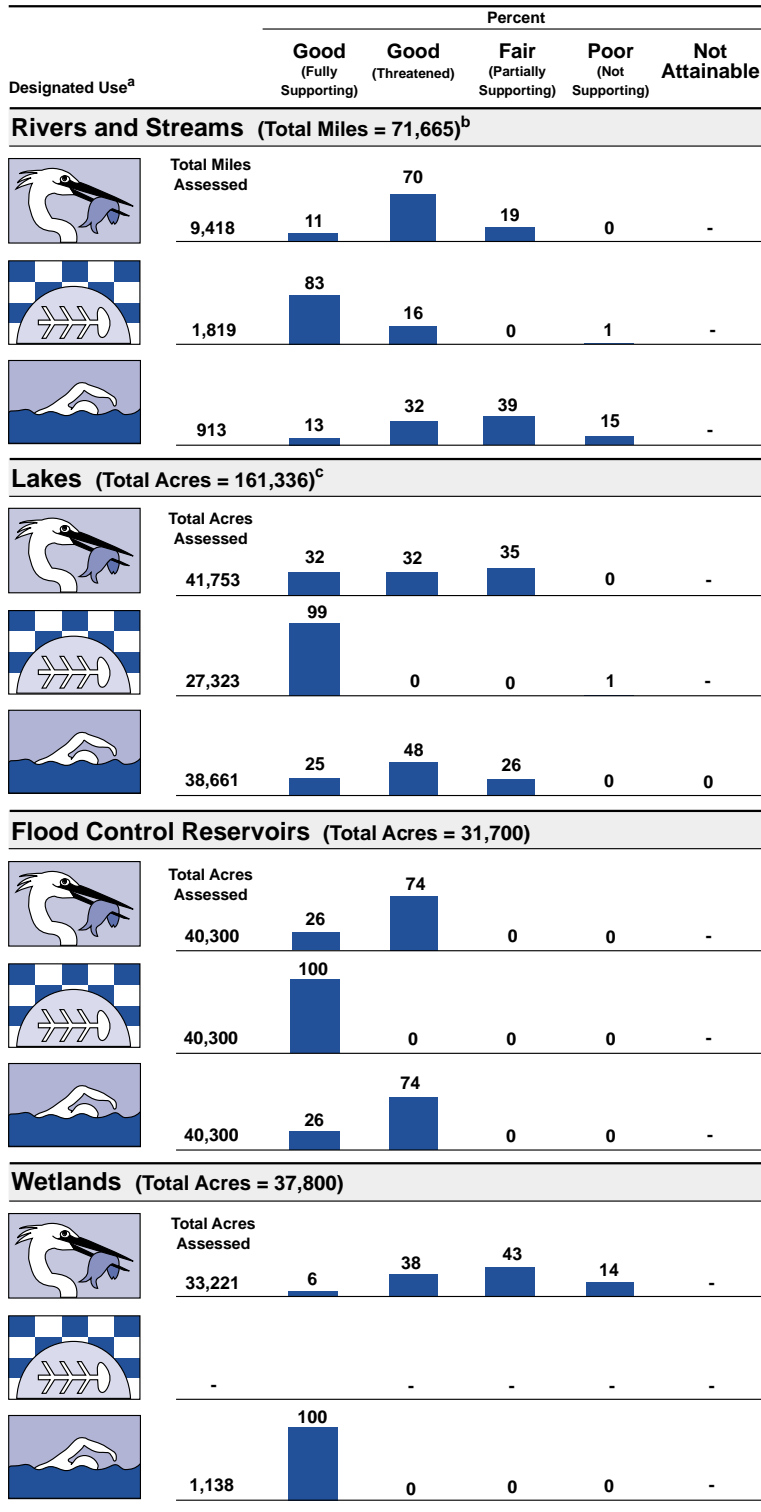 Percent
Designated Use^a
Good (Fully Supporting)
Good (Threatened)
Fair (Partially Supporting)
Poor (Not Supporting)
Not Attainable
Rivers and Streams (Total Miles = 71,665)^b
Total Miles Assessed
9,418 11 70 19 0 -
1,819 83 16 0 1 -
913 13 32 39 15 -
Lakes (Total Acres = 161,336)^c
Total Acres Assessed
41,753 32 32 35 0 -
27,323 99 0 0 1 -
38,661 25 48 26 0 0
Flood Control Reservoirs (Total Acres = 31,700)
Total Acres Assessed
40,300 26 74 0 0 -
40,300 100 0 0 0 -
40,300 26 74 0 0 -
Wetlands (Total Acres = 37,800)
Total Acres Assessed
33,221 6 38 43 14 -
- - - - -
1,138 100 0 0 0 -